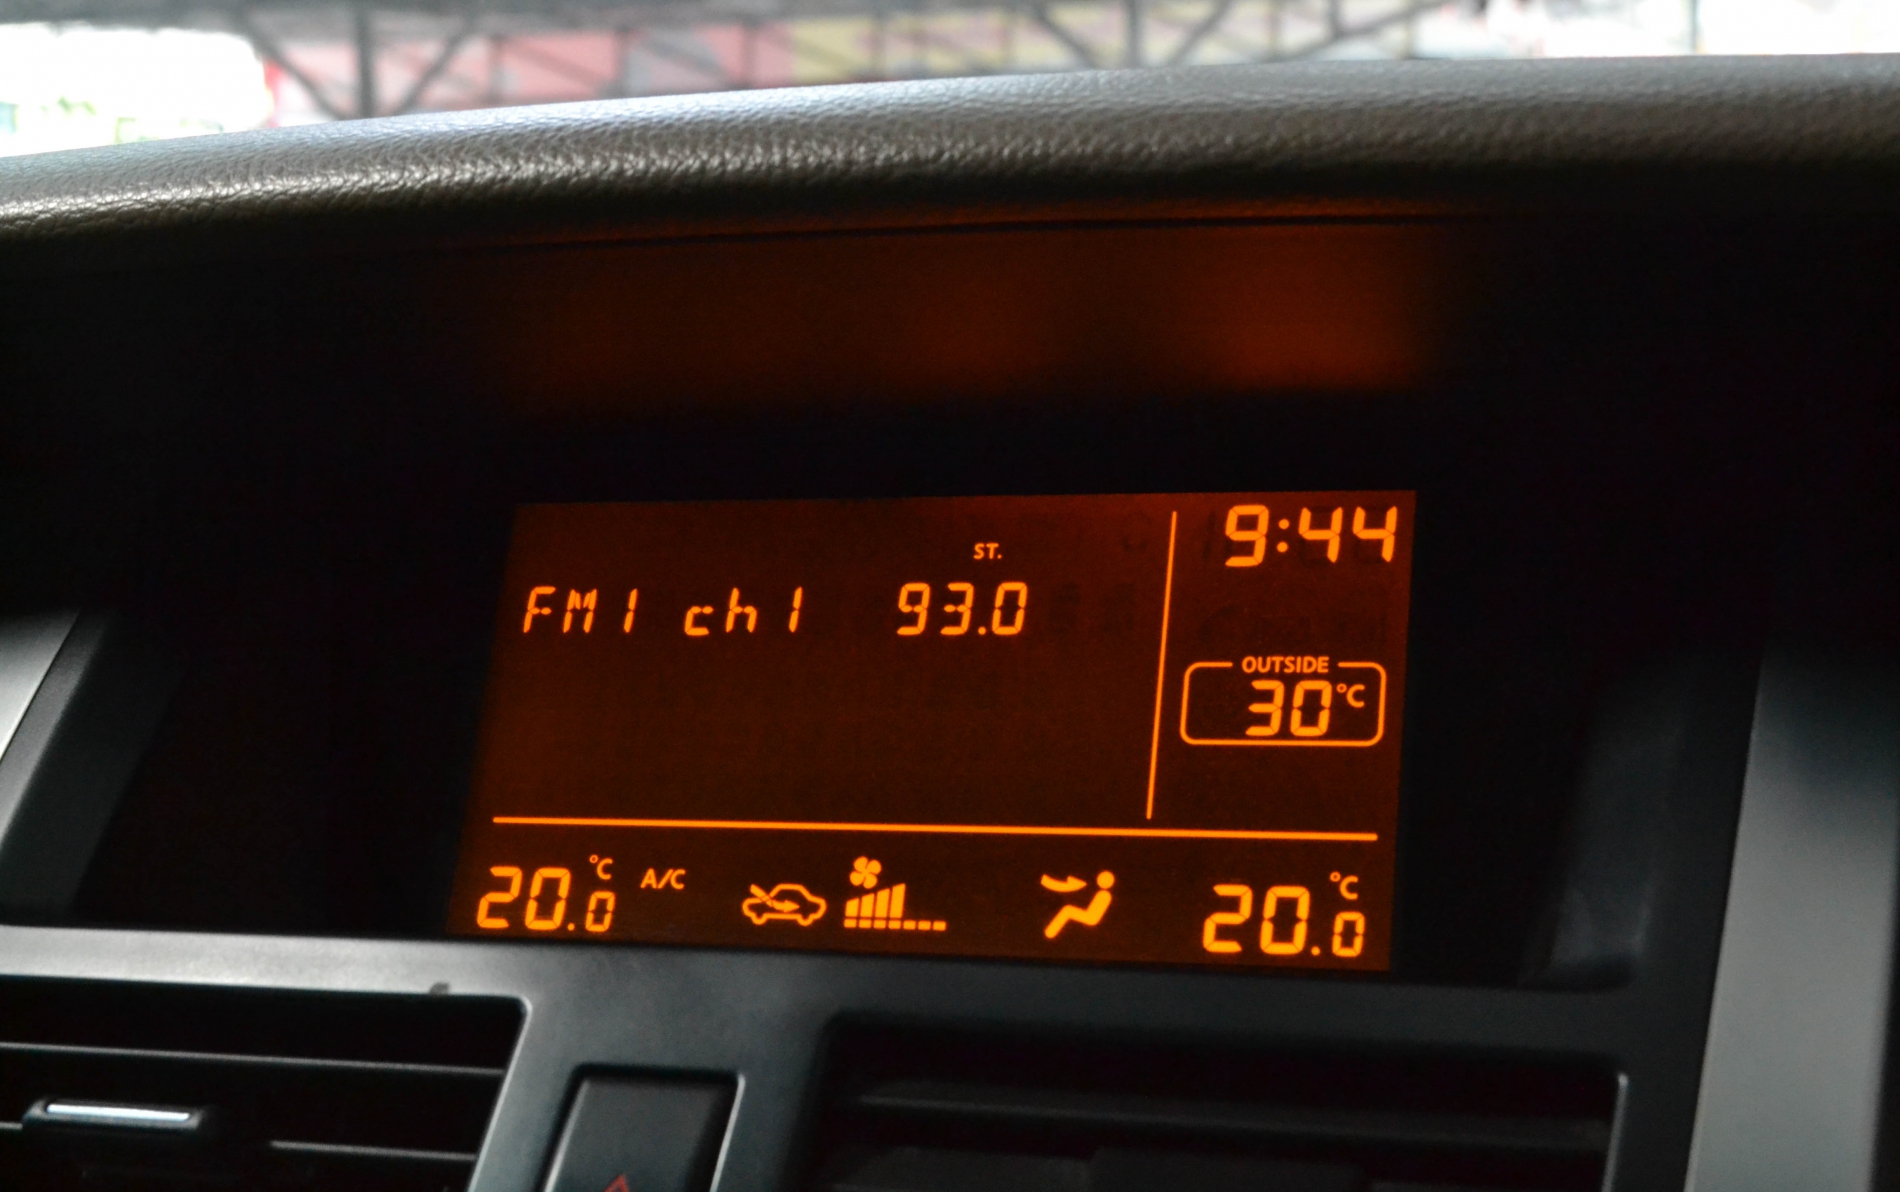 9:44
ST.
FM1 ch1 93.0
OUTSIDE
30°C
20.0°C A/C 20.0°C